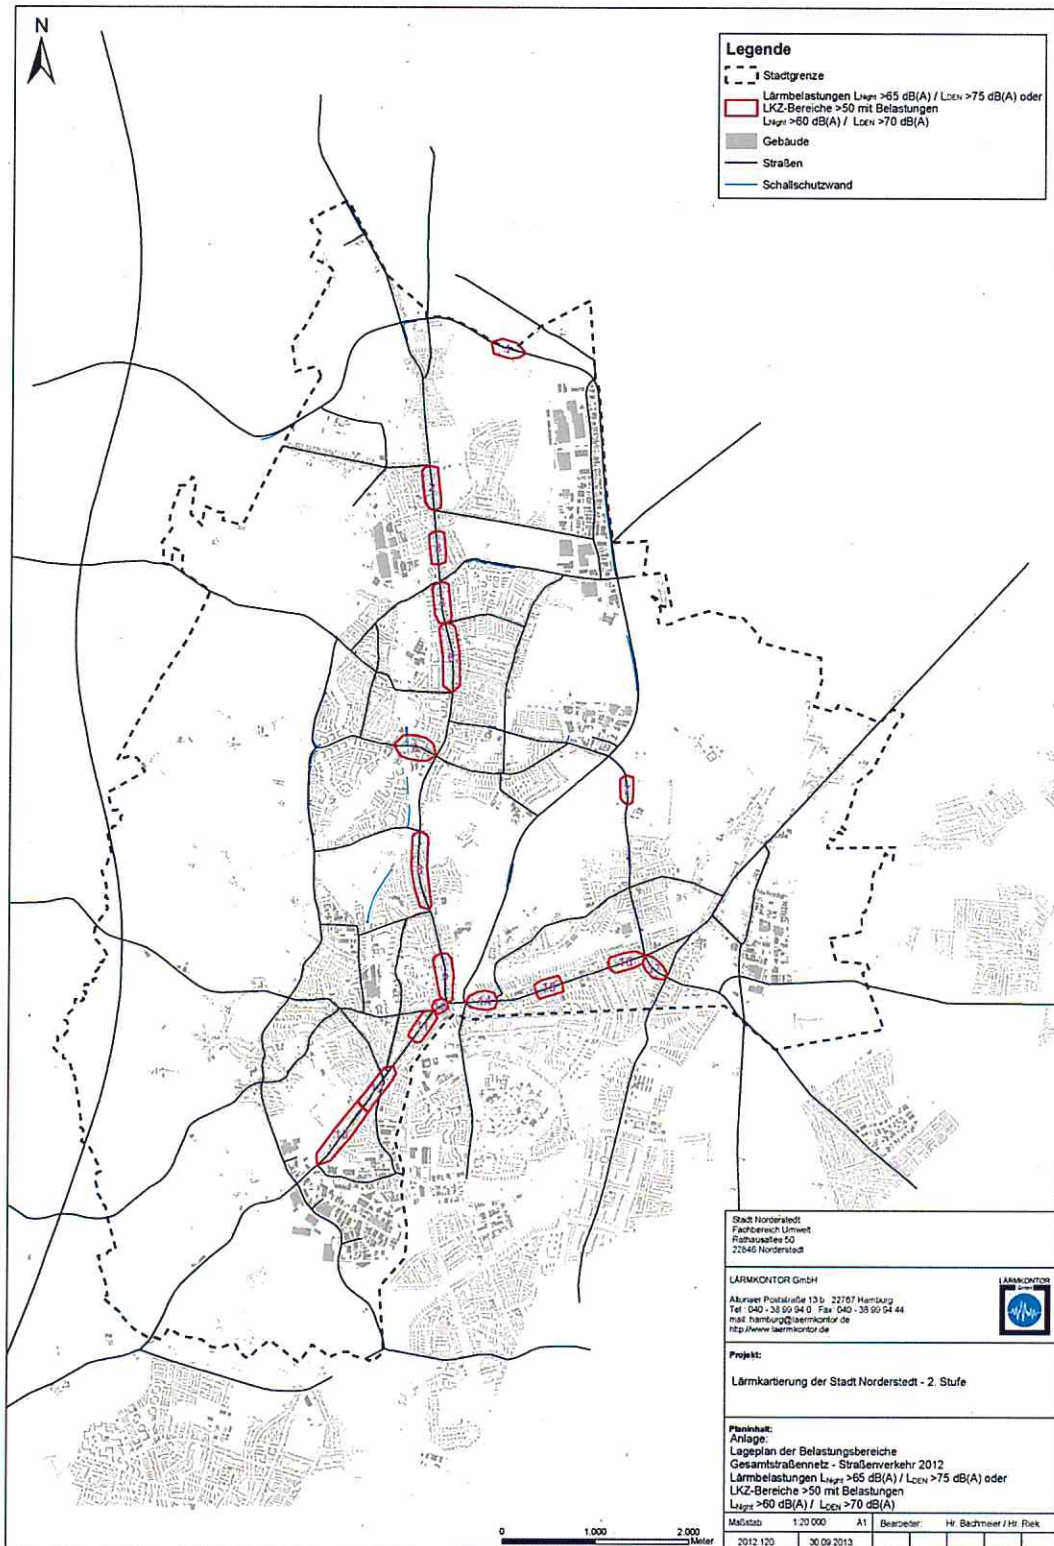 N
Legende
Stadtgrenze
Lärmbelastungen LNight >65 dB(A) / LDEN >75 dB(A) oder
LKZ-Bereiche >50 mit Belastungen
LNight >60 dB(A) / LDEN >70 dB(A)
Gebäude
Straßen
Schallschutzwand
Stadt Norderstedt
Fachbereich Umwelt
Rathausallee 50
22846 Norderstedt
LÄRMKONTOR GmbH
Altonaer Poststraße 13 b · 22767 Hamburg
Tel.: 040 - 38 99 94 0 Fax: 040 - 38 99 94 44
mail: hamburg@laermkontor.de
http://www.laermkontor.de
LÄRMKONTOR
GmbH
Projekt:
Lärmkartierung der Stadt Norderstedt - 2. Stufe
Planinhalt:
Anlage:
Lageplan der Belastungsbereiche
Gesamtstraßennetz - Straßenverkehr 2012
Lärmbelastungen LNight >65 dB(A) / LDEN >75 dB(A) oder
LKZ-Bereiche >50 mit Belastungen
LNight >60 dB(A) / LDEN >70 dB(A)
Maßstab: 1:20 000 A1 Bearbeiter: Hr. Bachmeier / Hr. Riek
2012.120 30.09.2013
0 1.000 2.000
Meter